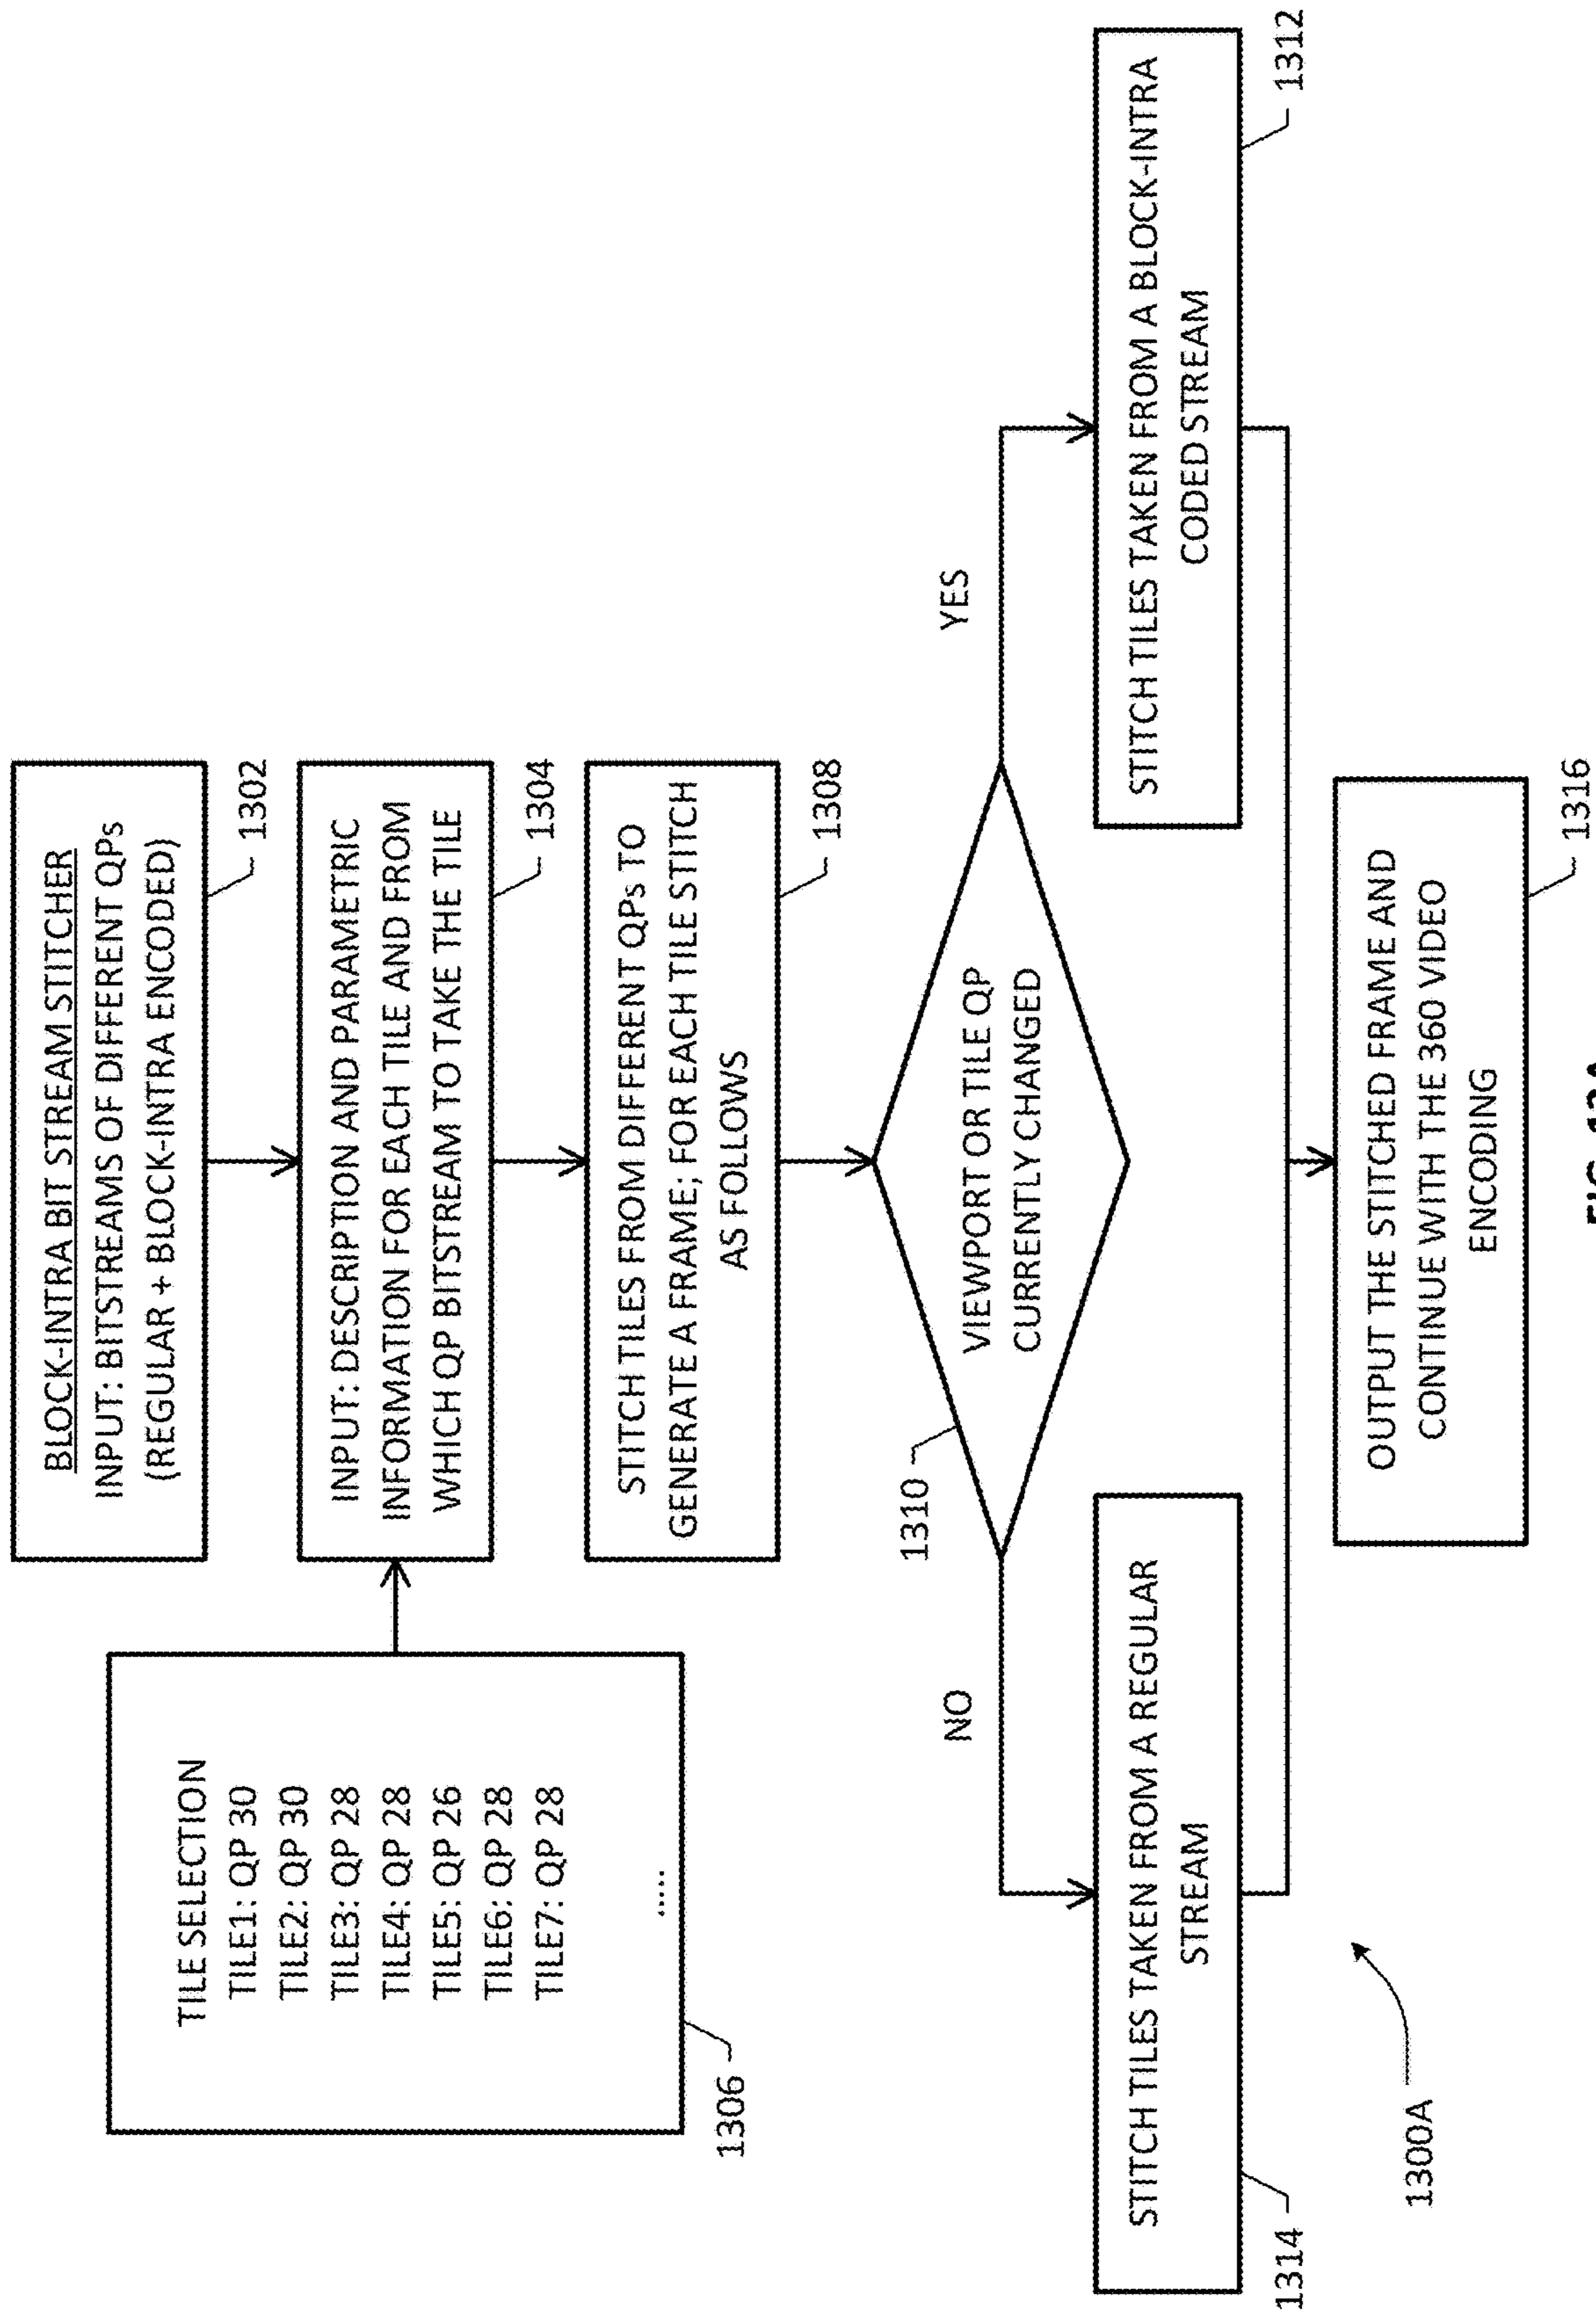 BLOCK-INTRA BIT STREAM STITCHER
INPUT: BITSTREAMS OF DIFFERENT QPs
(REGULAR + BLOCK-INTRA ENCODED)
1302
TILE SELECTION
TILE1: QP 30
TILE2: QP 30
TILE3: QP 28
TILE4: QP 28
TILE5: QP 26
TILE6: QP 28
TILE7: QP 28
.....
1306
INPUT: DESCRIPTION AND PARAMETRIC
INFORMATION FOR EACH TILE AND FROM
WHICH QP BITSTREAM TO TAKE THE TILE
1304
STITCH TILES FROM DIFFERENT QPs TO
GENERATE A FRAME; FOR EACH TILE STITCH
AS FOLLOWS
1308
1310
VIEWPORT OR TILE QP
CURRENTLY CHANGED
NO
YES
STITCH TILES TAKEN FROM A REGULAR
STREAM
1314
STITCH TILES TAKEN FROM A BLOCK-INTRA
CODED STREAM
1312
OUTPUT THE STITCHED FRAME AND
CONTINUE WITH THE 360 VIDEO
ENCODING
1316
1300A
FIG. 13A